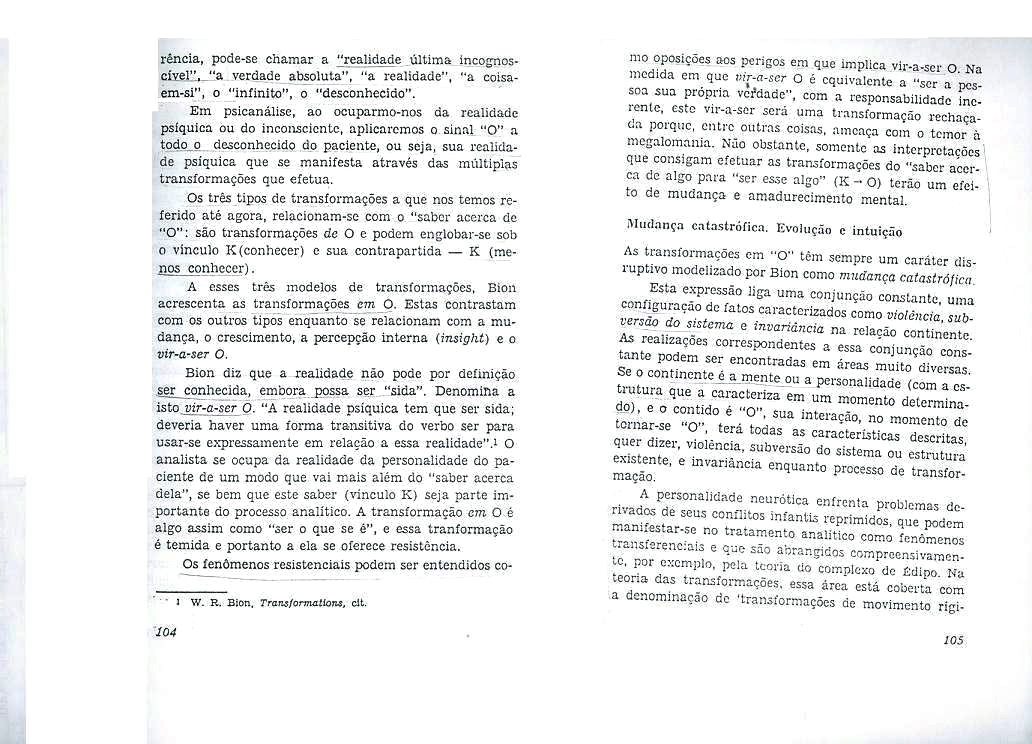 rência, pode-se chamar a “realidade última incognos-
cível”, “a verdade absoluta”, “a realidade”, “a coisa-
em-si”, o “infinito”, o “desconhecido”.
Em psicanálise, ao ocuparmo-nos da realidade
psíquica ou do inconsciente, aplicaremos o sinal “O” a
todo o desconhecido do paciente, ou seja, sua realida-
de psíquica que se manifesta através das múltiplas
transformações que efetua.
Os três tipos de transformações a que nos temos re-
ferido até agora, relacionam-se com o “saber acerca de
“O”: são transformações de O e podem englobar-se sob
o vínculo K(conhecer) e sua contrapartida — K (me-
nos conhecer).
A esses três modelos de transformações, Bion
acrescenta as transformações em O. Estas contrastam
com os outros tipos enquanto se relacionam com a mu-
dança, o crescimento, a percepção interna (insight) e o
vir-a-ser O.
Bion diz que a realidade não pode por definição
ser conhecida, embora possa ser “sida”. Denomina a
isto vir-a-ser O. “A realidade psíquica tem que ser sida;
deveria haver uma forma transitiva do verbo ser para
usar-se expressamente em relação a essa realidade”.1 O
analista se ocupa da realidade da personalidade do pa-
ciente de um modo que vai mais além do “saber acerca
dela”, se bem que este saber (vinculo K) seja parte im-
portante do processo analítico. A transformação em O é
algo assim como “ser o que se é”, e essa tranformação
é temida e portanto a ela se oferece resistência.
Os fenômenos resistenciais podem ser entendidos co-
1 W. R. Bion, Transformations, cit.
104
mo oposições aos perigos em que implica vir-a-ser O. Na
medida em que vir-a-ser O é equivalente a “ser a pes-
soa sua própria verdade”, com a responsabilidade ine-
rente, este vir-a-ser será uma transformação rechaça-
da porque, entre outras coisas, ameaça com o temor à
megalomania. Não obstante, somente as interpretações
que consigam efetuar as transformações do “saber acer-
ca de algo para “ser esse algo” (K → O) terão um efei-
to de mudança e amadurecimento mental.
Mudança catastrófica. Evolução e intuição
As transformações em “O” têm sempre um caráter dis-
ruptivo modelizado por Bion como mudança catastrófica.
Esta expressão liga uma conjunção constante, uma
configuração de fatos caracterizados como violência, sub-
versão do sistema e invariância na relação continente.
As realizações correspondentes a essa conjunção cons-
tante podem ser encontradas em áreas muito diversas.
Se o continente é a mente ou a personalidade (com a es-
trutura que a caracteriza em um momento determina-
do), e o contido é “O”, sua interação, no momento de
tornar-se “O”, terá todas as características descritas,
quer dizer, violência, subversão do sistema ou estrutura
existente, e invariância enquanto processo de transfor-
mação.
A personalidade neurótica enfrenta problemas de-
rivados de seus conflitos infantis reprimidos, que podem
manifestar-se no tratamento analítico como fenômenos
transferenciais e que são abrangidos compreensivamen-
te, por exemplo, pela teoria do complexo de Édipo. Na
teoria das transformações, essa área está coberta com
a denominação de ‘transformações de movimento rígi-
105